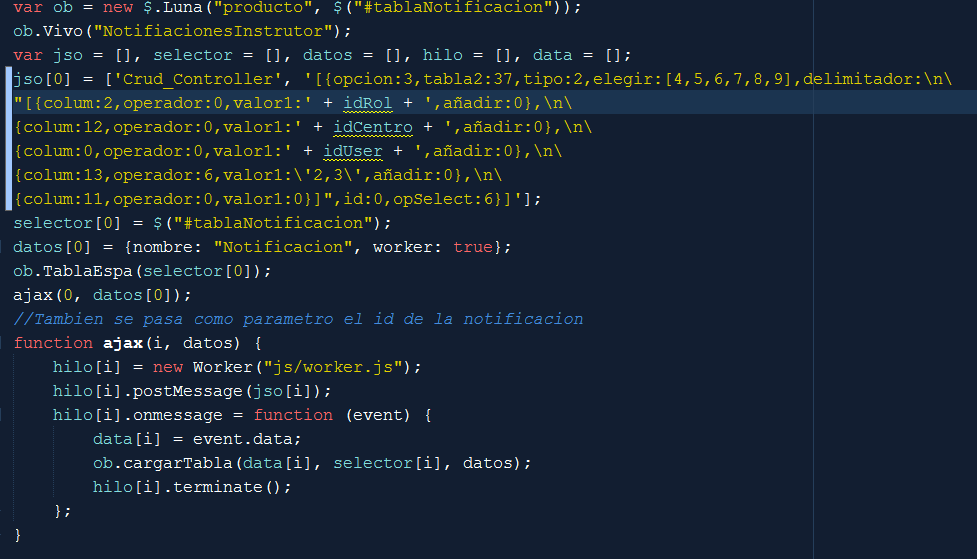 var ob = new $.Luna("producto", $("#tablaNotificacion"));
ob.Vivo("NotifiacionesInstrutor");
var jso = [], selector = [], datos = [], hilo = [], data = [];
jso[0] = ['Crud_Controller', '[{opcion:3,tabla2:37,tipo:2,elegir:[4,5,6,7,8,9],delimitador:\n\
"[{colum:2,operador:0,valor1:' + idRol + ',añadir:0},\n\
{colum:12,operador:0,valor1:' + idCentro + ',añadir:0},\n\
{colum:0,operador:0,valor1:' + idUser + ',añadir:0},\n\
{colum:13,operador:6,valor1:\'2,3\',añadir:0},\n\
{colum:11,operador:0,valor1:0}]",id:0,opSelect:6}]'];
selector[0] = $("#tablaNotificacion");
datos[0] = {nombre: "Notificacion", worker: true};
ob.TablaEspa(selector[0]);
ajax(0, datos[0]);
//Tambien se pasa como parametro el id de la notificacion
function ajax(i, datos) {
hilo[i] = new Worker("js/worker.js");
hilo[i].postMessage(jso[i]);
hilo[i].onmessage = function (event) {
data[i] = event.data;
ob.cargarTabla(data[i], selector[i], datos);
hilo[i].terminate();
};
}